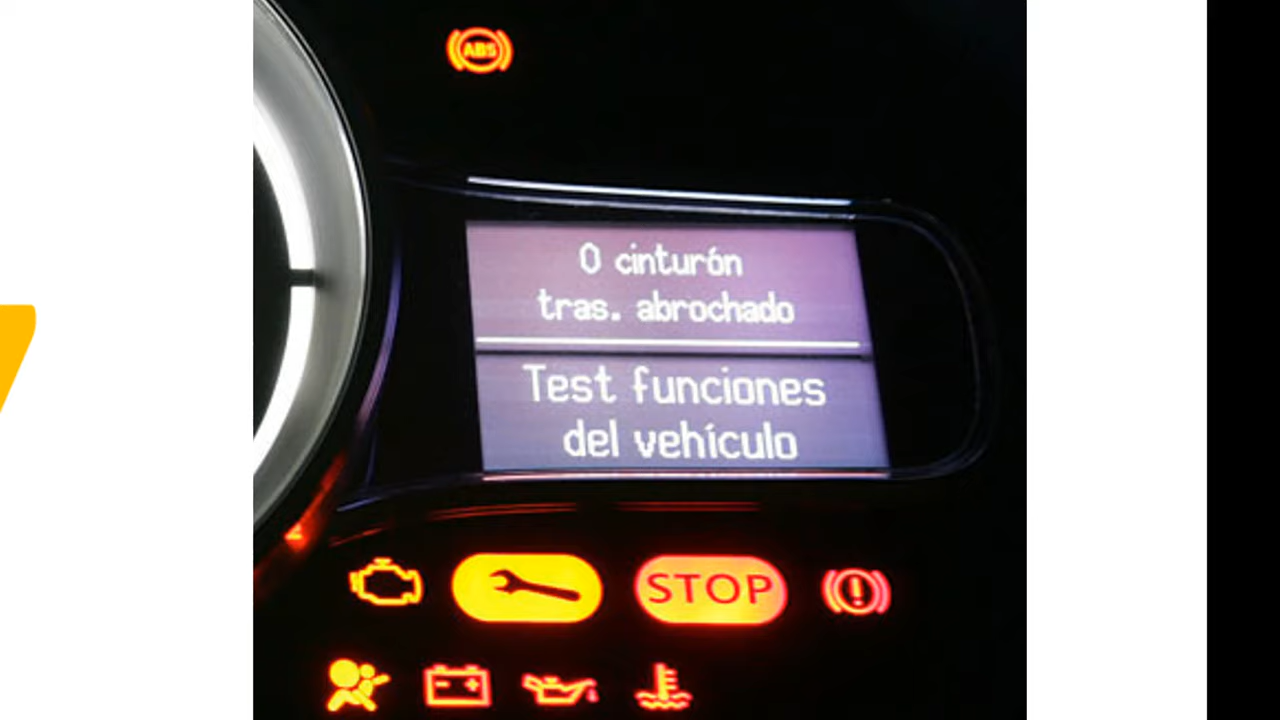 ABS
0 cinturón
tras. abrochado
Test funciones
del vehículo
STOP